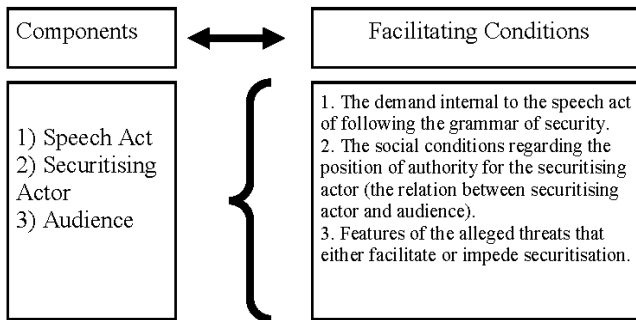 Components
Facilitating Conditions
1) Speech Act
2) Securitising
Actor
3) Audience
1. The demand internal to the speech act
of following the grammar of security.
2. The social conditions regarding the
position of authority for the securitising
actor (the relation between securitising
actor and audience).
3. Features of the alleged threats that
either facilitate or impede securitisation.